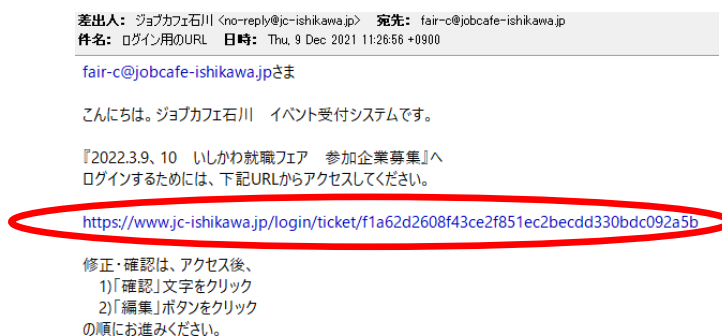 差出人： ジョブカフェ石川 <no-reply@jc-ishikawa.jp> 宛先： fair-c@jobcafe-ishikawa.jp
件名： ログイン用のURL 日時： Thu, 9 Dec 2021 11:26:56 +0900
fair-c@jobcafe-ishikawa.jpさま
こんにちは。ジョブカフェ石川 イベント受付システムです。
『2022.3.9、10 いしかわ就職フェア 参加企業募集』へ
ログインするためには、下記URLからアクセスしてください。
https://www.jc-ishikawa.jp/login/ticket/f1a62d2608f43ce2f851ec2becdd330bdc092a5b
修正・確認は、アクセス後、
1)「確認」文字をクリック
2)「編集」ボタンをクリック
の順にお進みください。